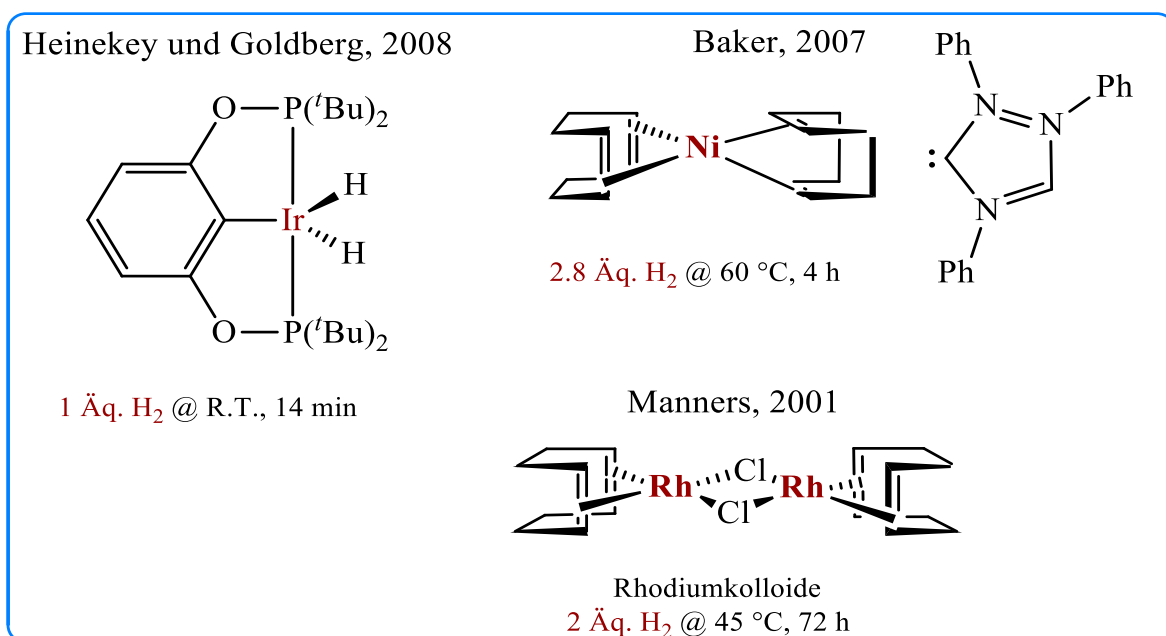 Heinekey und Goldberg, 2008
O P(ᵗBu)₂
Ir
H
H
O P(ᵗBu)₂
1 Äq. H₂ @ R.T., 14 min
Baker, 2007
Ni
Ph
Ph
N
N
:
N
Ph
2.8 Äq. H₂ @ 60 °C, 4 h
Manners, 2001
Rh Cl Rh
Cl
Rhodiumkolloide
2 Äq. H₂ @ 45 °C, 72 h